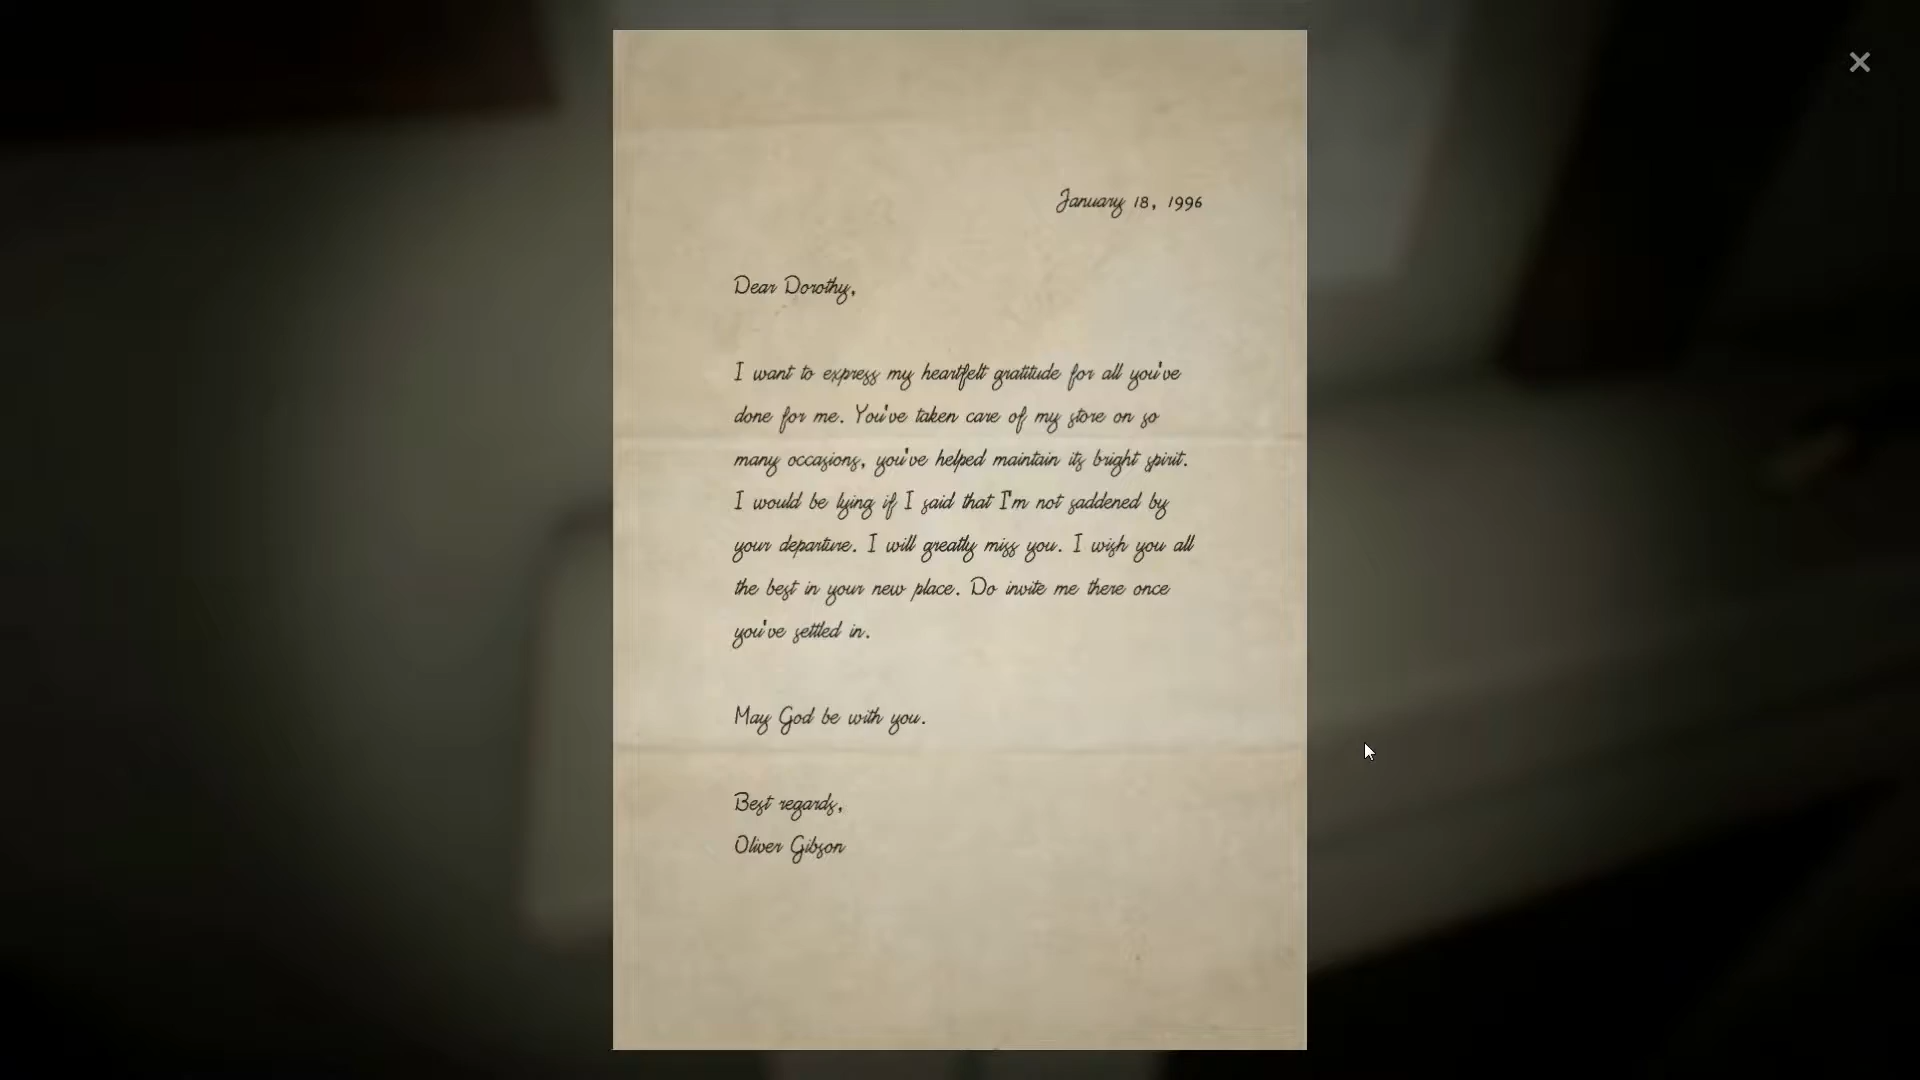 January 18, 1996
Dear Dorothy,
I want to express my heartfelt gratitude for all you've
done for me. You've taken care of my store on so
many occasions, you've helped maintain its bright spirit.
I would be lying if I said that I'm not saddened by
your departure. I will greatly miss you. I wish you all
the best in your new place. Do invite me there once
you've settled in.
May God be with you.
Best regards,
Oliver Gibson